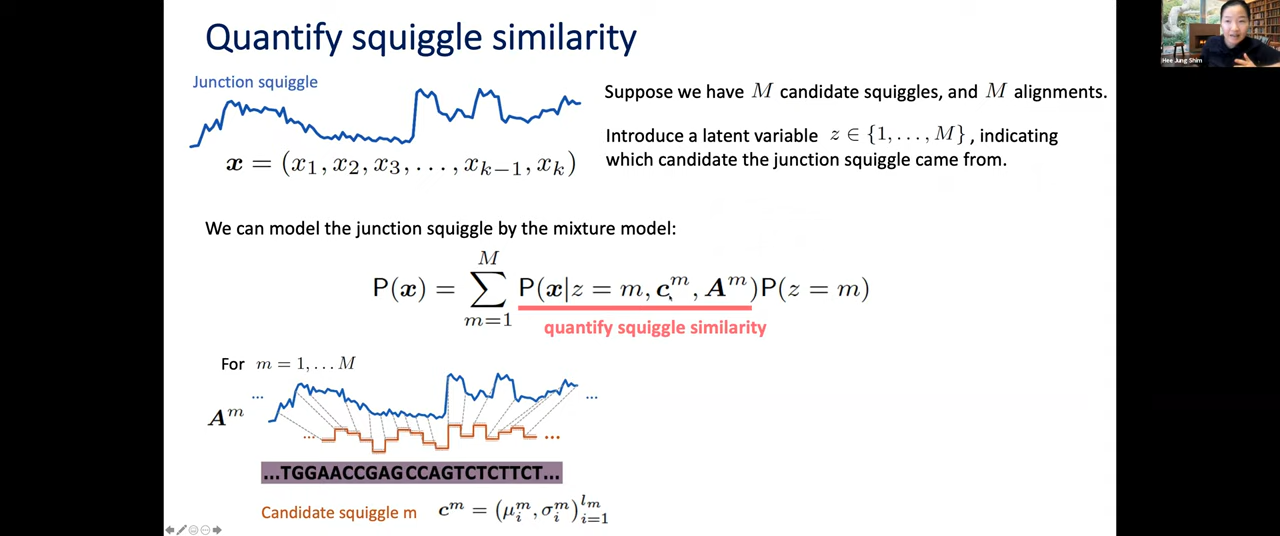 Quantify squiggle similarity
Junction squiggle
x = (x₁, x₂, x₃, . . . , xₖ₋₁, xₖ)
Suppose we have M candidate squiggles, and M alignments.
Introduce a latent variable z ∈ {1, . . . , M}, indicating
which candidate the junction squiggle came from.
We can model the junction squiggle by the mixture model:
P(x) = ∑_{m=1}^{M} P(x|z = m, c^m, A^m)P(z = m)
quantify squiggle similarity
For m = 1, . . . M
... ...
A^m
... ...
...TGGAACCGAGCCAGTCTCTTCT...
Candidate squiggle m c^m = (μ_i^m, σ_i^m)_{i=1}^{l_m}
Hee Jung Shim